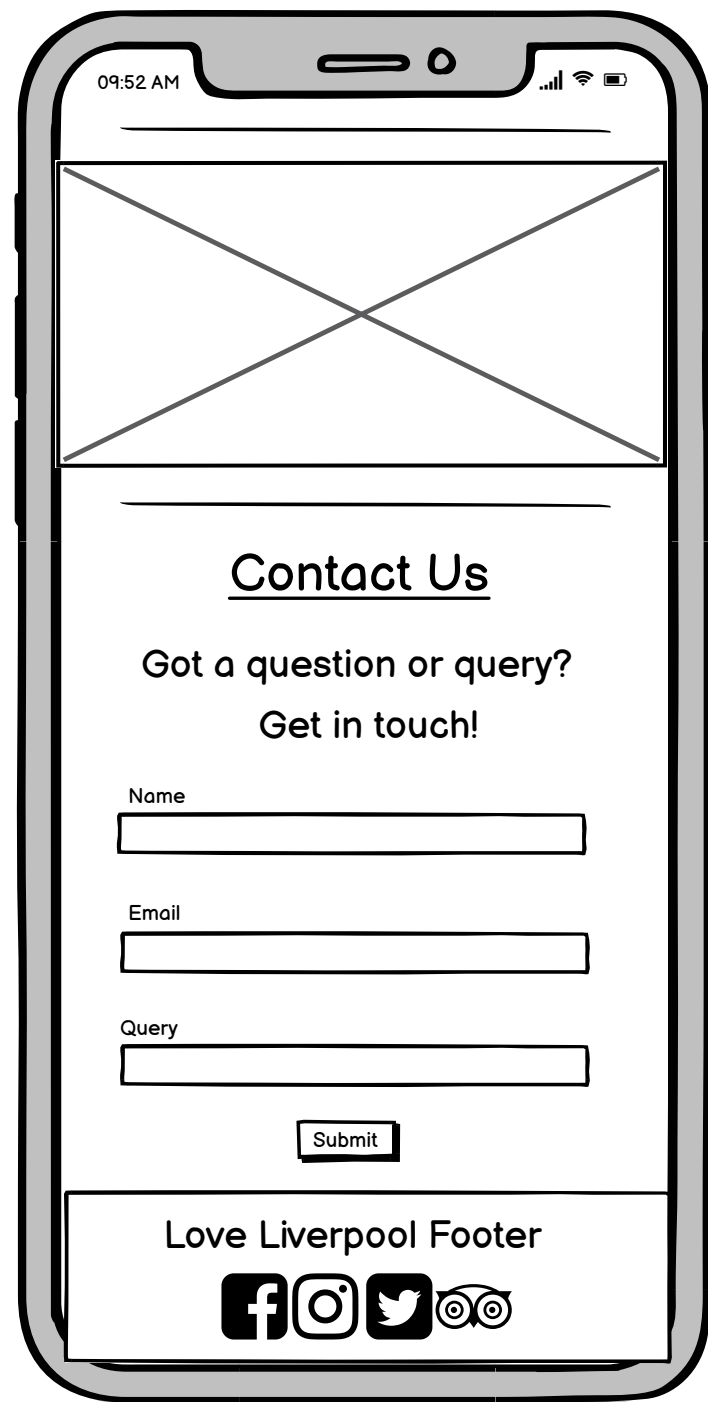 09:52 AM
Contact Us
Got a question or query?
Get in touch!
Name
Email
Query
Submit
Love Liverpool Footer